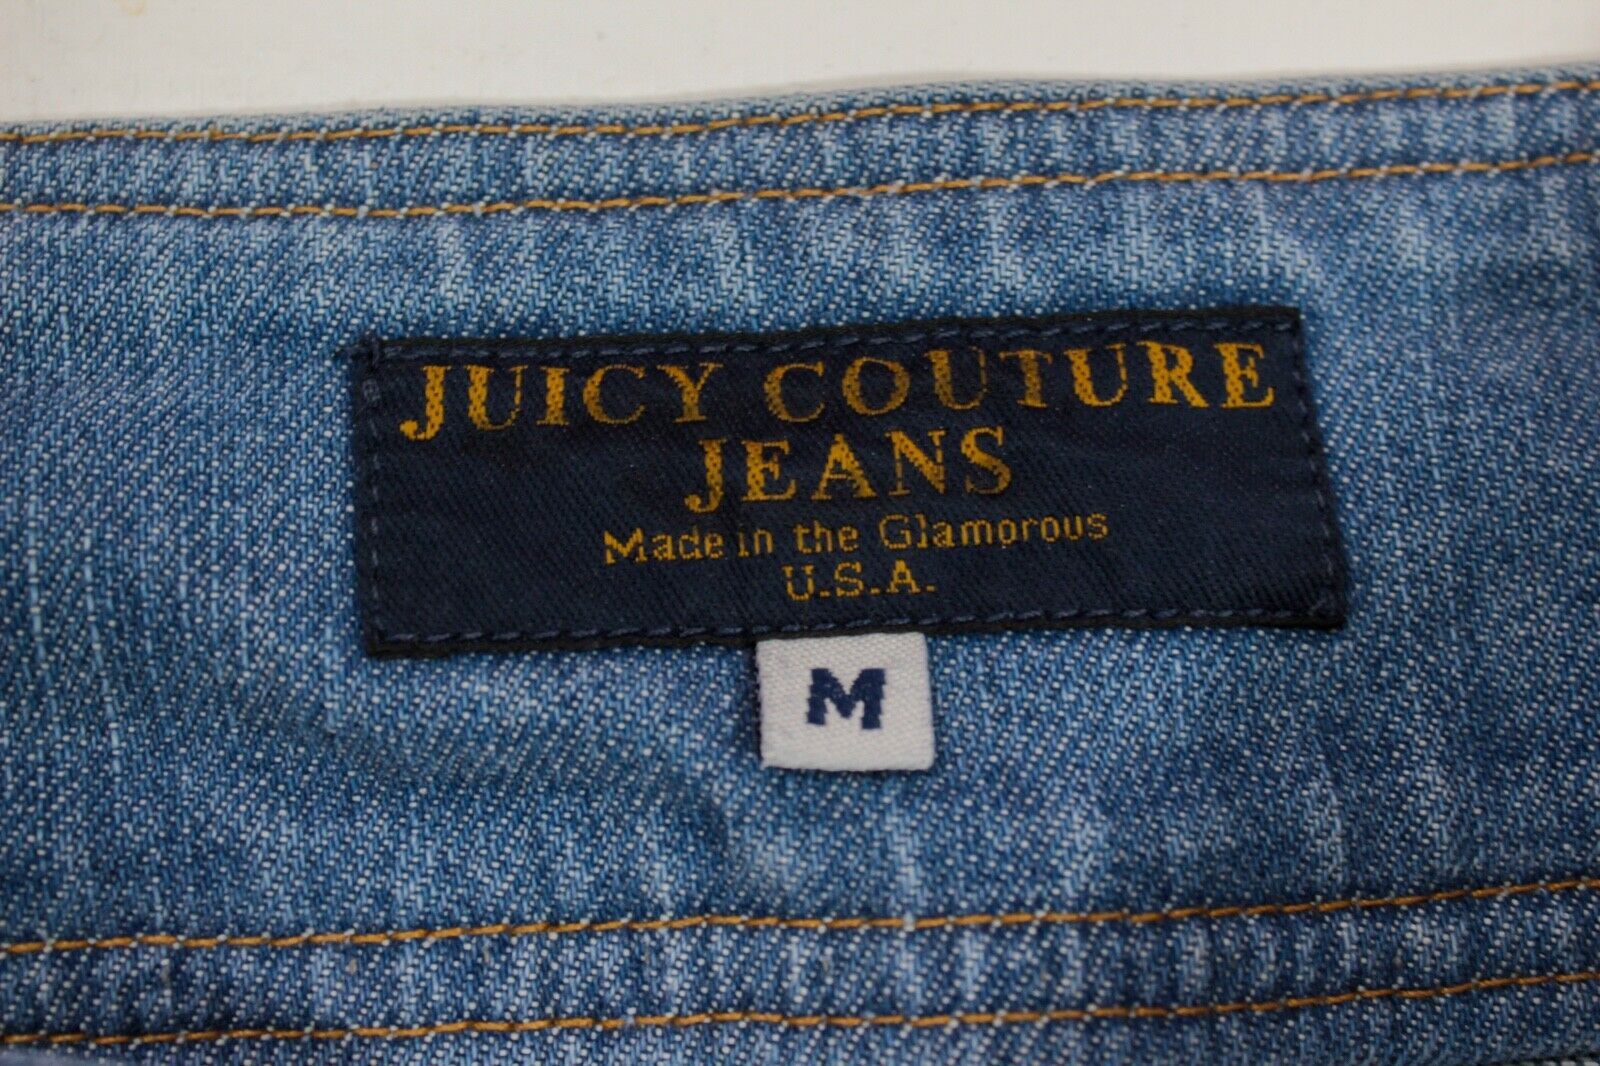 JUICY COUTURE
JEANS
Made in the Glamorous
U.S.A.
M